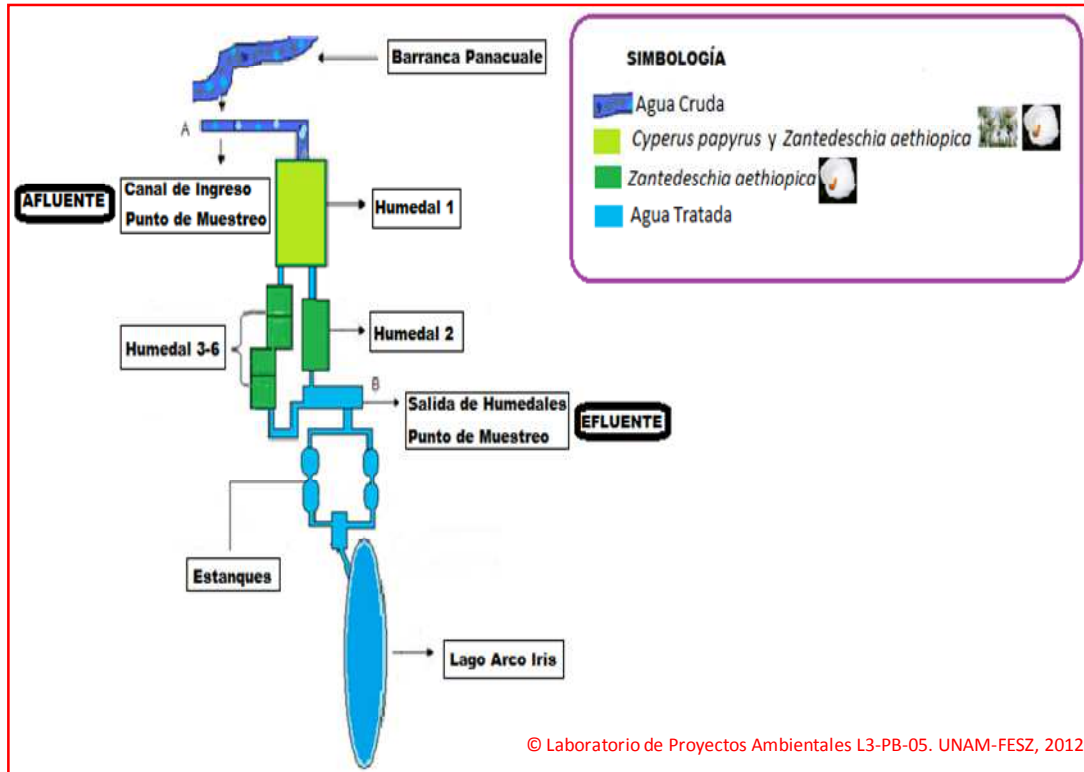 SIMBOLOGÍA
Barranca Panacuale
Agua Cruda
A
Cyperus papyrus y Zantedeschia aethiopica
Zantedeschia aethiopica
Agua Tratada
AFLUENTE
Canal de Ingreso
Punto de Muestreo
Humedal 1
Humedal 3-6
Humedal 2
B
Salida de Humedales
Punto de Muestreo
EFLUENTE
Estanques
Lago Arco Iris
© Laboratorio de Proyectos Ambientales L3-PB-05. UNAM-FESZ, 2012